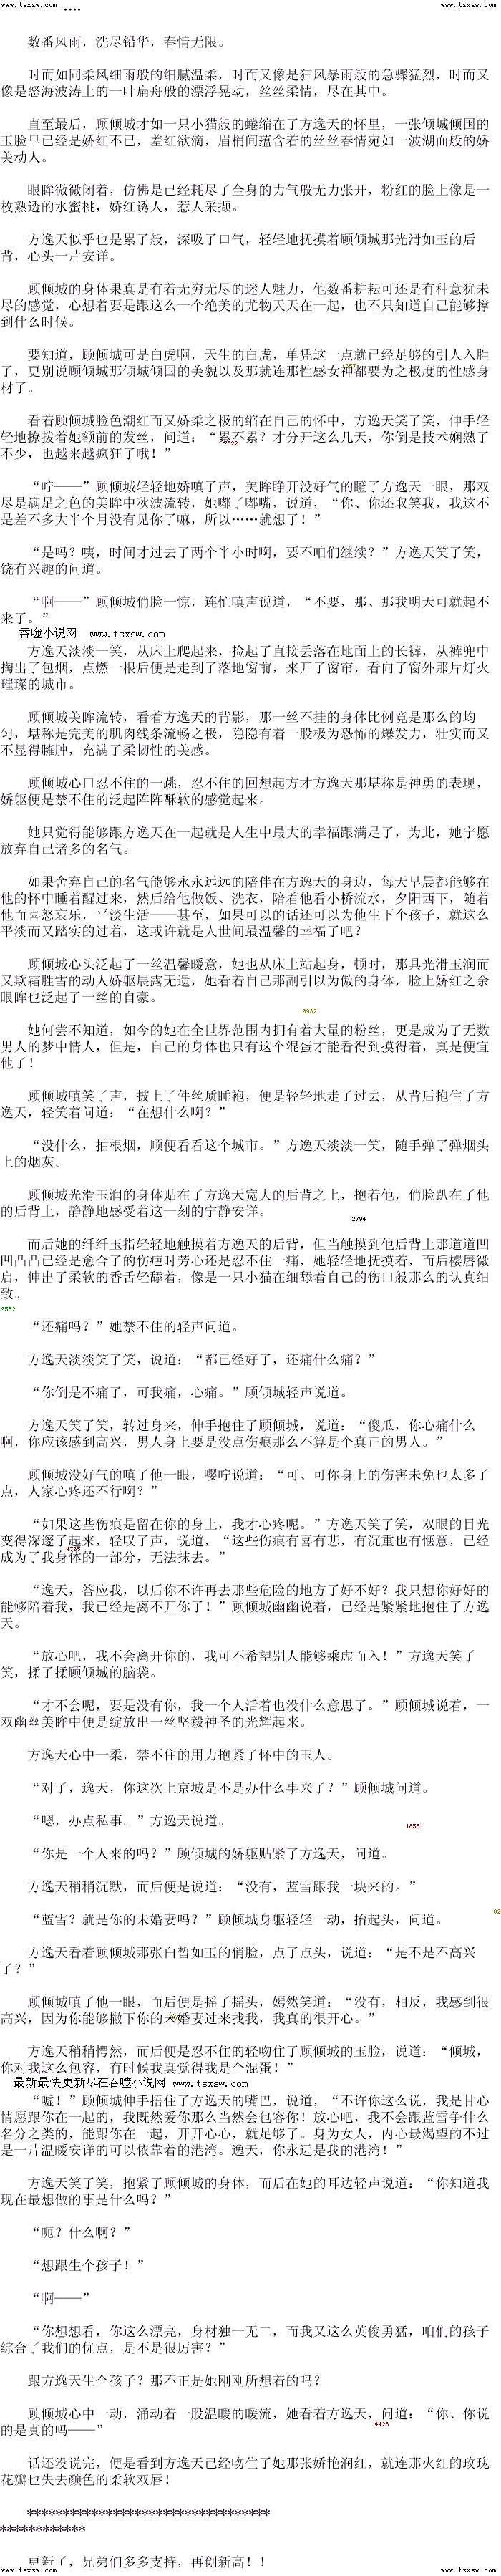 www.tsxsw.com
.....
www.tsxsw.com
数番风雨，洗尽铅华，春情无限。
时而如同柔风细雨般的细腻温柔，时而又像是狂风暴雨般的急骤猛烈，时而又
像是怒海波涛上的一叶扁舟般的漂浮晃动，丝丝柔情，尽在其中。
直至最后，顾倾城才如一只小猫般的蜷缩在了方逸天的怀里，一张倾城倾国的
玉脸早已经是娇红不已，羞红欲滴，眉梢间蕴含着的丝丝春情宛如一波湖面般的娇
美动人。
眼眸微微闭着，仿佛是已经耗尽了全身的力气般无力张开，粉红的脸上像是一
枚熟透的水蜜桃，娇红诱人，惹人采撷。
方逸天似乎也是累了般，深吸了口气，轻轻地抚摸着顾倾城那光滑如玉的后
背，心头一片安详。
顾倾城的身体果真是有着无穷无尽的迷人魅力，他数番耕耘可还是有种意犹未
尽的感觉，心想着要是跟这么一个绝美的尤物天天在一起，也不只知道自己能够撑
到什么时候。
要知道，顾倾城可是白虎啊，天生的白虎，单凭这一点就已经足够的引人入胜
了，更别说顾倾城那倾城倾国的美貌以及那就连那性感女神都要为之极度的性感身
材了。
看着顾倾城脸色潮红而又娇柔之极的缩在自己的怀中，方逸天笑了笑，伸手轻
轻地撩拨着她额前的发丝，问道：“累不累？才分开这么几天，你倒是技术娴熟了
不少，也越来越疯狂了哦！”
7322
“咛——”顾倾城轻轻地娇嗔了声，美眸睁开没好气的瞪了方逸天一眼，那双
尽是满足之色的美眸中秋波流转，她嘟了嘟嘴，说道，“你、你还取笑我，我这不
是差不多大半个月没有见你了嘛，所以……就想了！”
“是吗？咦，时间才过去了两个半小时啊，要不咱们继续？”方逸天笑了笑，
饶有兴趣的问道。
“啊——”顾倾城俏脸一惊，连忙嗔声说道，“不要，那、那我明天可就起不
来了。”
吞噬小说网 www.tsxsw.com
方逸天淡淡一笑，从床上爬起来，捡起了直接丢落在地面上的长裤，从裤兜中
掏出了包烟，点燃一根后便是走到了落地窗前，来开了窗帘，看向了窗外那片灯火
璀璨的城市。
顾倾城美眸流转，看着方逸天的背影，那一丝不挂的身体比例竟是那么的均
匀，堪称是完美的肌肉线条流畅之极，隐隐有着一股极为恐怖的爆发力，壮实而又
不显得臃肿，充满了柔韧性的美感。
顾倾城心口忍不住的一跳，忍不住的回想起方才方逸天那堪称是神勇的表现，
娇躯便是禁不住的泛起阵阵酥软的感觉起来。
她只觉得能够跟方逸天在一起就是人生中最大的幸福跟满足了，为此，她宁愿
放弃自己诸多的名气。
如果舍弃自己的名气能够永永远远的陪伴在方逸天的身边，每天早晨都能够在
他的怀中睡着醒过来，然后给他做饭、洗衣，陪着他看小桥流水，夕阳西下，随着
他而喜怒哀乐，平淡生活——甚至，如果可以的话还可以为他生下个孩子，就这么
平淡而又踏实的过着，这或许就是人世间最温馨的幸福了吧？
顾倾城心头泛起了一丝温馨暖意，她也从床上站起身，顿时，那具光滑玉润而
又欺霜胜雪的动人娇躯展露无遗，她看着自己那副引以为傲的身体，脸上娇红之余
眼眸也泛起了一丝的自豪。
9932
她何尝不知道，如今的她在全世界范围内拥有着大量的粉丝，更是成为了无数
男人的梦中情人，但是，自己的身体也只有这个混蛋才能看得到摸得着，真是便宜
他了！
顾倾城嗔笑了声，披上了件丝质睡袍，便是轻轻地走了过去，从背后抱住了方
逸天，轻笑着问道：“在想什么啊？”
“没什么，抽根烟，顺便看看这个城市。”方逸天淡淡一笑，随手弹了弹烟头
上的烟灰。
顾倾城光滑玉润的身体贴在了方逸天宽大的后背之上，抱着他，俏脸趴在了他
的后背上，静静地感受着这一刻的宁静安详。
2794
而后她的纤纤玉指轻轻地触摸着方逸天的后背，但当触摸到他后背上那道道凹
凹凸凸已经是愈合了的伤疤时芳心还是忍不住一痛，她轻轻地抚摸着，而后樱唇微
启，伸出了柔软的香舌轻舔着，像是一只小猫在细舔着自己的伤口般那么的认真细
致。
9552
“还痛吗？”她禁不住的轻声问道。
方逸天淡淡笑了笑，说道：“都已经好了，还痛什么痛？”
“你倒是不痛了，可我痛，心痛。”顾倾城轻声说道。
方逸天笑了笑，转过身来，伸手抱住了顾倾城，说道：“傻瓜，你心痛什么
啊，你应该感到高兴，男人身上要是没点伤痕那么不算是个真正的男人。”
顾倾城没好气的嗔了他一眼，嘤咛说道：“可、可你身上的伤害未免也太多了
点，人家心疼还不行啊？”
“如果这些伤痕是留在你的身上，我才心疼呢。”方逸天笑了笑，双眼的目光
变得深邃了起来，轻叹了声，说道，“这些伤痕有喜有悲，有沉重也有惬意，已经
成为了我身体的一部分，无法抹去。”
“逸天，答应我，以后你不许再去那些危险的地方了好不好？我只想你好好的
能够陪着我，我已经是离不开你了！”顾倾城幽幽说着，已经是紧紧地抱住了方逸
天。
“放心吧，我不会离开你的，我可不希望别人能够乘虚而入！”方逸天笑了
笑，揉了揉顾倾城的脑袋。
“才不会呢，要是没有你，我一个人活着也没什么意思了。”顾倾城说着，一
双幽幽美眸中便是绽放出一丝坚毅神圣的光辉起来。
方逸天心中一柔，禁不住的用力抱紧了怀中的玉人。
“对了，逸天，你这次上京城是不是办什么事来了？”顾倾城问道。
“嗯，办点私事。”方逸天说道。
1858
“你是一个人来的吗？”顾倾城的娇躯贴紧了方逸天，问道。
方逸天稍稍沉默，而后便是说道：“没有，蓝雪跟我一块来的。”
82
“蓝雪？就是你的未婚妻吗？”顾倾城身躯轻轻一动，抬起头，问道。
方逸天看着顾倾城那张白皙如玉的俏脸，点了点头，说道：“是不是不高兴
了？”
顾倾城嗔了他一眼，而后便是摇了摇头，嫣然笑道：“没有，相反，我感到很
高兴，因为你能够撇下你的未婚妻过来找我，我真的很开心。”
方逸天稍稍愕然，而后便是忍不住的轻吻住了顾倾城的玉脸，说道：“倾城，
你对我这么包容，有时候我真觉得我是个混蛋！”
最新最快更新尽在吞噬小说网 www.tsxsw.com
“嘘！”顾倾城伸手捂住了方逸天的嘴巴，说道，“不许你这么说，我是甘心
情愿跟你在一起的，我既然爱你那么当然会包容你！放心吧，我不会跟蓝雪争什么
名分之类的，能跟你在一起，开开心心，就足够了。身为女人，内心最渴望的不过
是一片温暖安详的可以依靠着的港湾。逸天，你永远是我的港湾！”
方逸天笑了笑，抱紧了顾倾城的身体，而后在她的耳边轻声说道：“你知道我
现在最想做的事是什么吗？”
“呃？什么啊？”
“想跟生个孩子！”
“啊——”
“你想想看，你这么漂亮，身材独一无二，而我又这么英俊勇猛，咱们的孩子
综合了我们的优点，是不是很厉害？”
跟方逸天生个孩子？那不正是她刚刚所想着的吗？
顾倾城心中一动，涌动着一股温暖的暖流，她看着方逸天，问道：“你、你说
的是真的吗——”
4428
话还没说完，便是看到方逸天已经吻住了她那张娇艳润红，就连那火红的玫瑰
花瓣也失去颜色的柔软双唇！
**********************************
************
更新了，兄弟们多多支持，再创新高！！
www.tsxsw.com
www.tsxsw.com